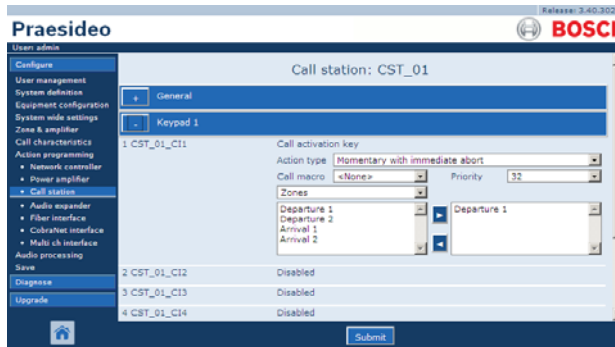 Release: 3.40.302
Praesideo
BOSCH
User: admin
Configure
User management
System definition
Equipment configuration
System wide settings
Zone & amplifier
Call characteristics
Action programming
• Network controller
• Power amplifier
• Call station
• Audio expander
• Fiber interface
• CobraNet interface
• Multi ch interface
Audio processing
Save
Diagnose
Upgrade
Call station: CST_01
+ General
- Keypad 1
1 CST_01_CI1 Call activation key
Action type Momentary with immediate abort
Call macro <None> Priority 32
Zones
Departure 1
Departure 2
Arrival 1
Arrival 2
Departure 1
2 CST_01_CI2 Disabled
3 CST_01_CI3 Disabled
4 CST_01_CI4 Disabled
Submit